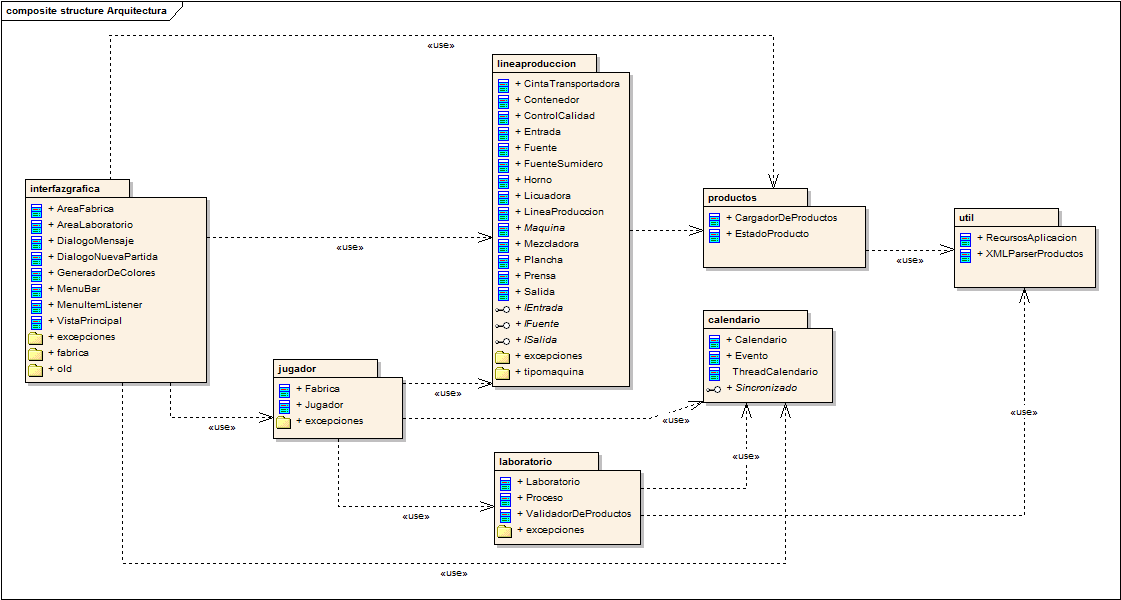 composite structure Arquitectura
«use»
interfazgrafica
+ AreaFabrica
+ AreaLaboratorio
+ DialogoMensaje
+ DialogoNuevaPartida
+ GeneradorDeColores
+ MenuBar
+ MenuItemListener
+ VistaPrincipal
+ excepciones
+ fabrica
+ old
«use»
lineaproduccion
+ CintaTransportadora
+ Contenedor
+ ControlCalidad
+ Entrada
+ Fuente
+ FuenteSumidero
+ Horno
+ Licuadora
+ LineaProduccion
+ Maquina
+ Mezcladora
+ Plancha
+ Prensa
+ Salida
+ IEntrada
+ IFuente
+ ISalida
+ excepciones
+ tipomaquina
productos
+ CargadorDeProductos
+ EstadoProducto
«use»
util
+ RecursosAplicacion
+ XMLParserProductos
jugador
+ Fabrica
+ Jugador
+ excepciones
«use»
«use»
«use»
calendario
+ Calendario
+ Evento
ThreadCalendario
+ Sincronizado
«use»
«use»
laboratorio
+ Laboratorio
+ Proceso
+ ValidadorDeProductos
+ excepciones
«use»
«use»